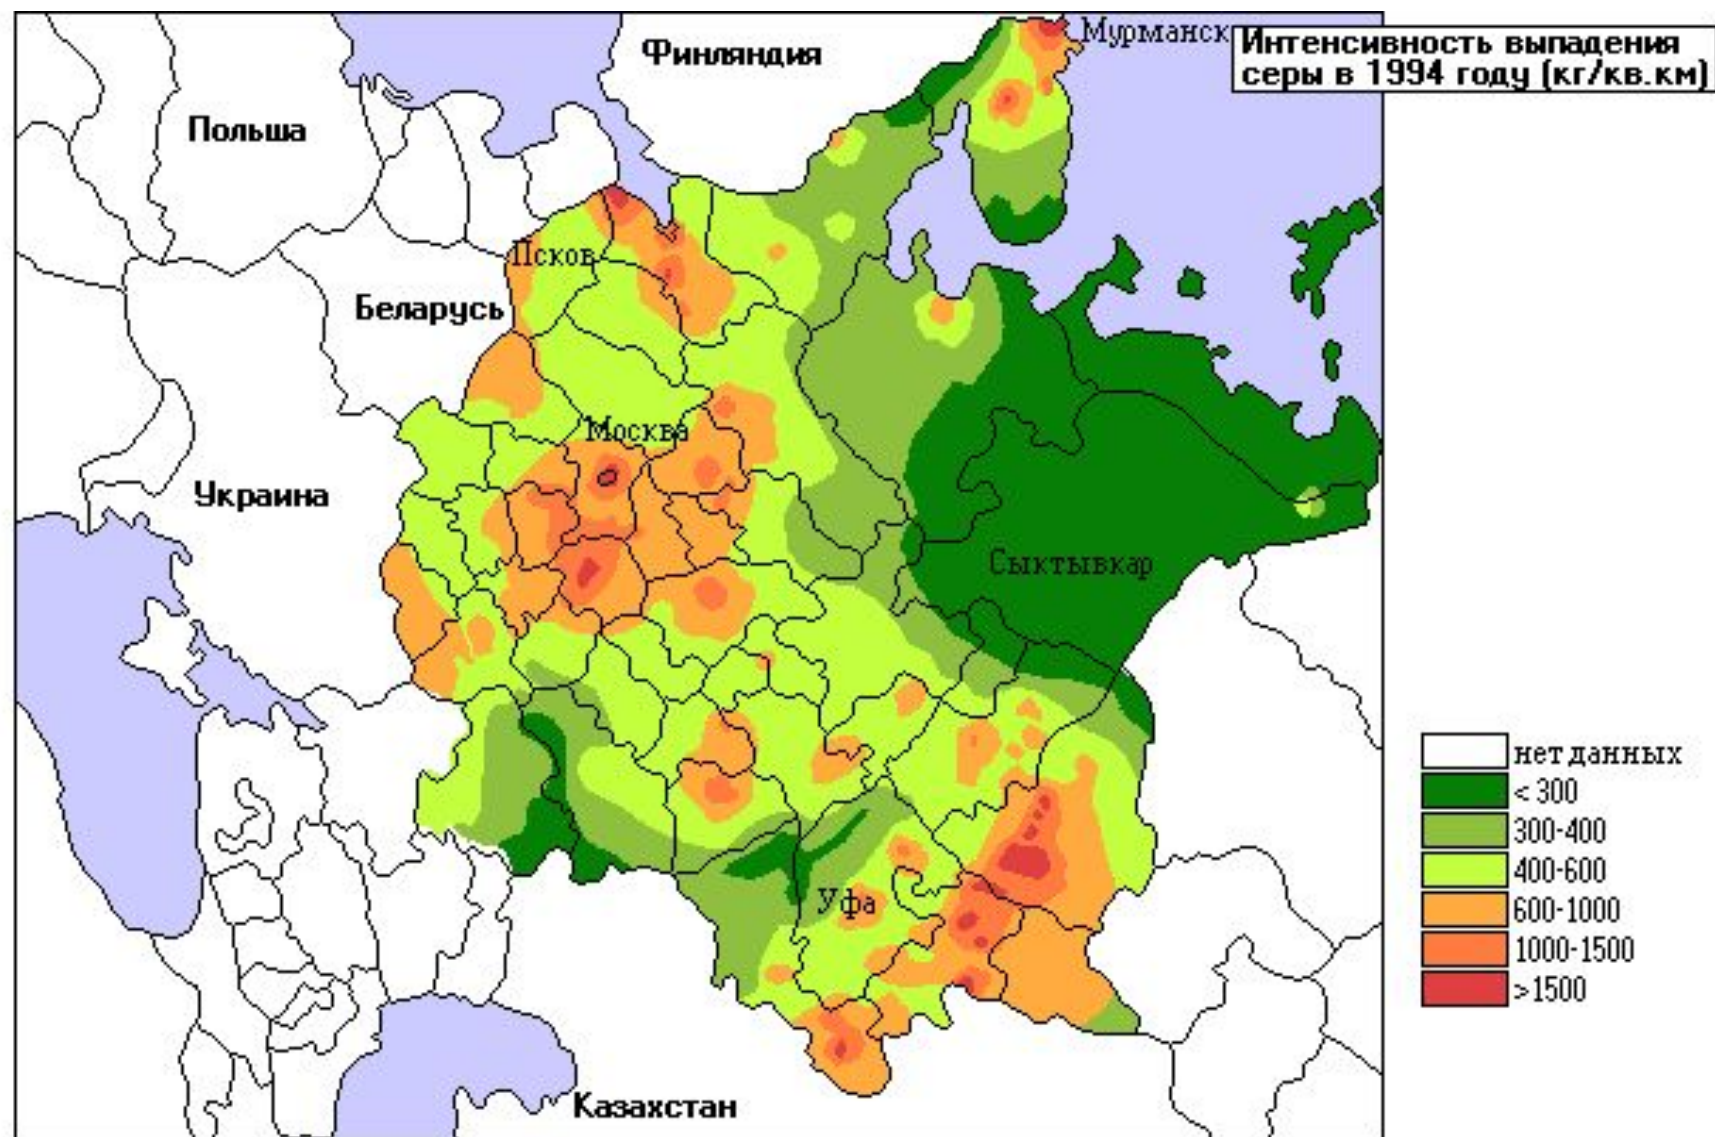 Мурманск
Интенсивность выпадения
серы в 1994 году (кг/кв.км)
Финляндия
Польша
Псков
Беларусь
Москва
Украина
Сыктывкар
Уфа
Казахстан
нет данных
< 300
300-400
400-600
600-1000
1000-1500
>1500